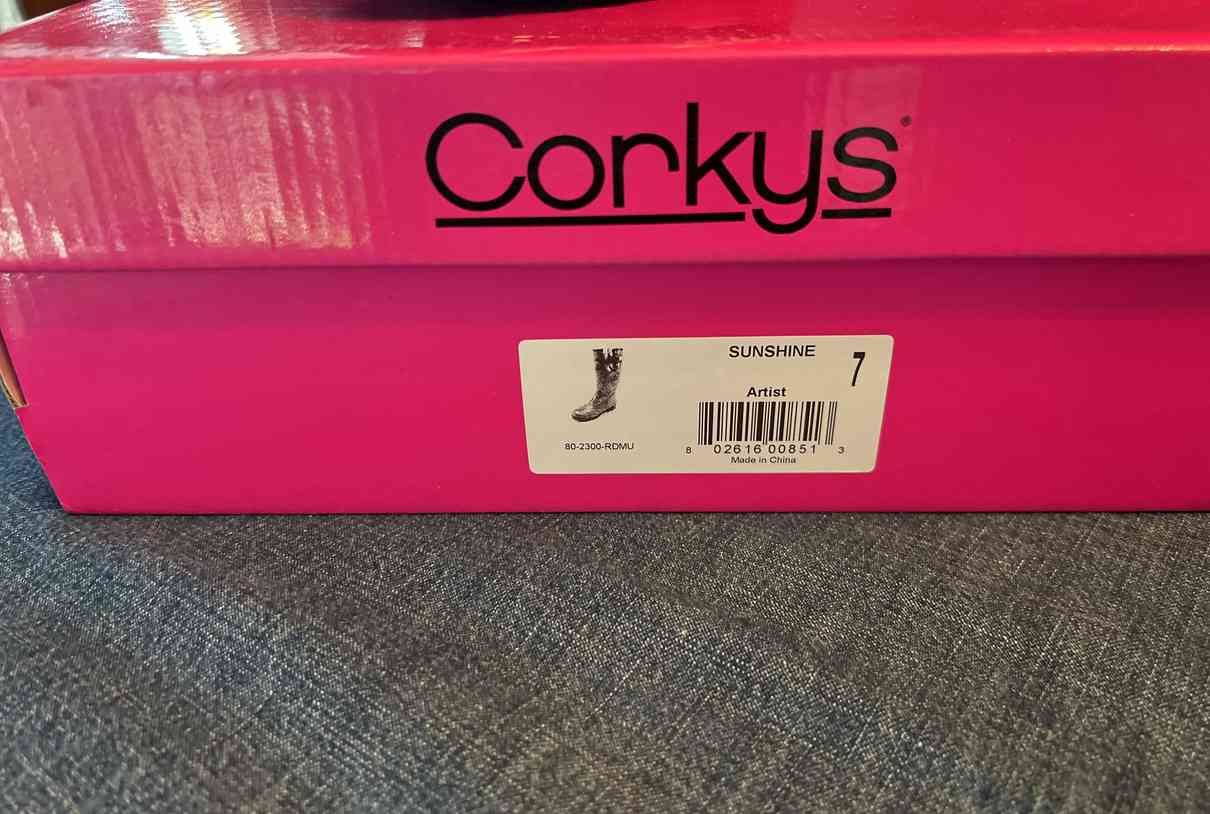 Corkys®
SUNSHINE
7
Artist
80-2300-RDMU
8 02616 00851 3
Made in China